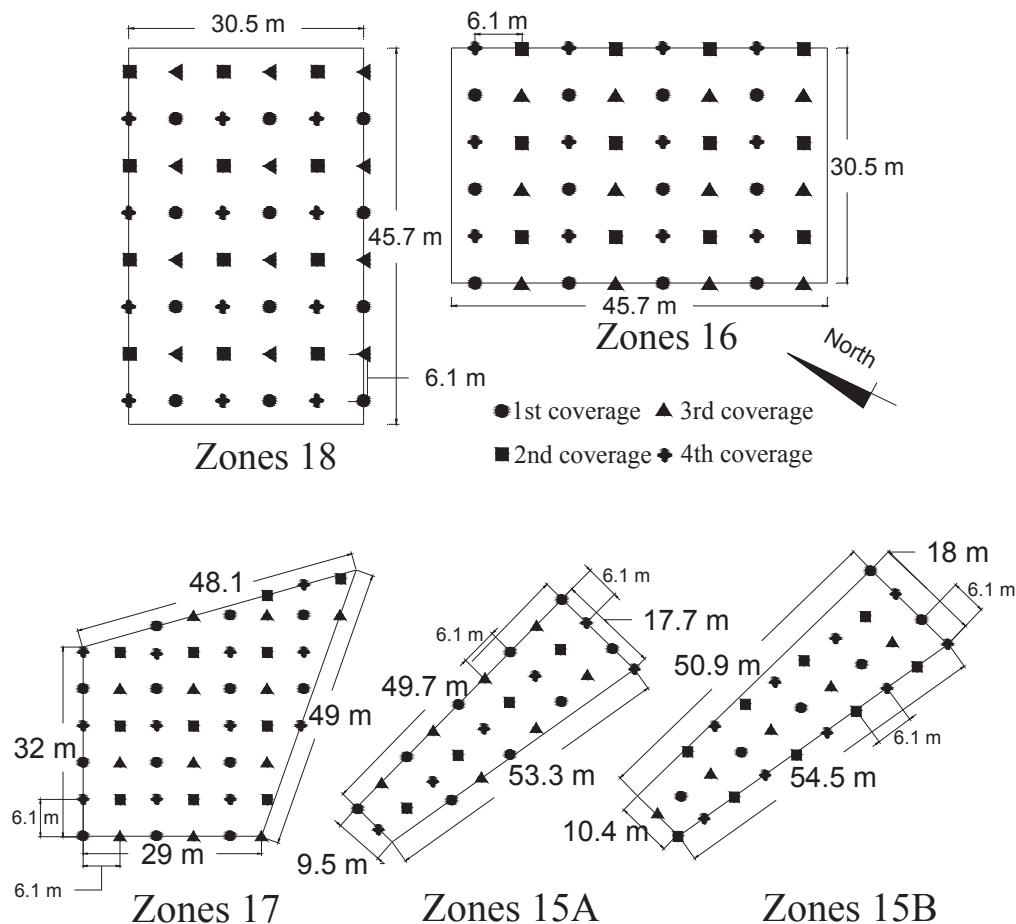 30.5 m
45.7 m
6.1 m
Zones 18
6.1 m
30.5 m
45.7 m
Zones 16
North
1st coverage
3rd coverage
2nd coverage
4th coverage
48.1
32 m
49 m
6.1 m
29 m
6.1 m
Zones 17
6.1 m
6.1 m
17.7 m
49.7 m
53.3 m
9.5 m
Zones 15A
18 m
6.1 m
50.9 m
6.1 m
54.5 m
10.4 m
Zones 15B